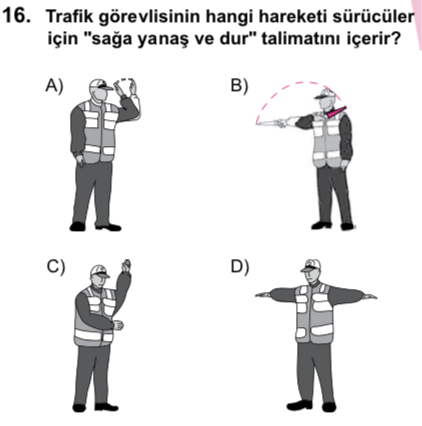 16. Trafik görevlisinin hangi hareketi sürücüler
için "sağa yanaş ve dur" talimatını içerir?
A)
B)
C)
D)